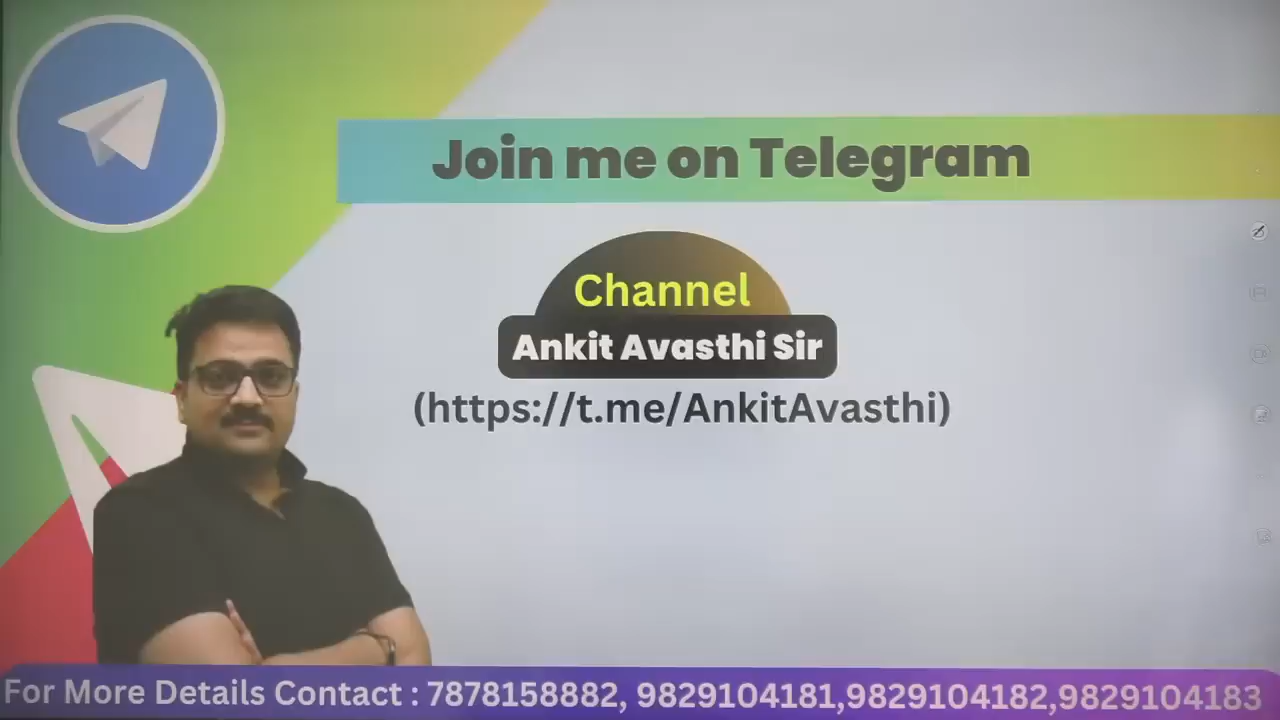 Join me on Telegram
Channel
Ankit Avasthi Sir
(https://t.me/AnkitAvasthi)
For More Details Contact : 7878158882, 9829104181,9829104182,9829104183